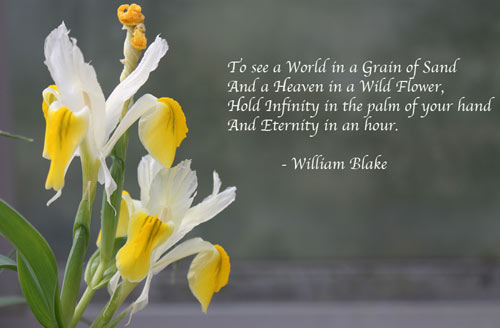 To see a World in a Grain of Sand
And a Heaven in a Wild Flower,
Hold Infinity in the palm of your hand
And Eternity in an hour.
- William Blake